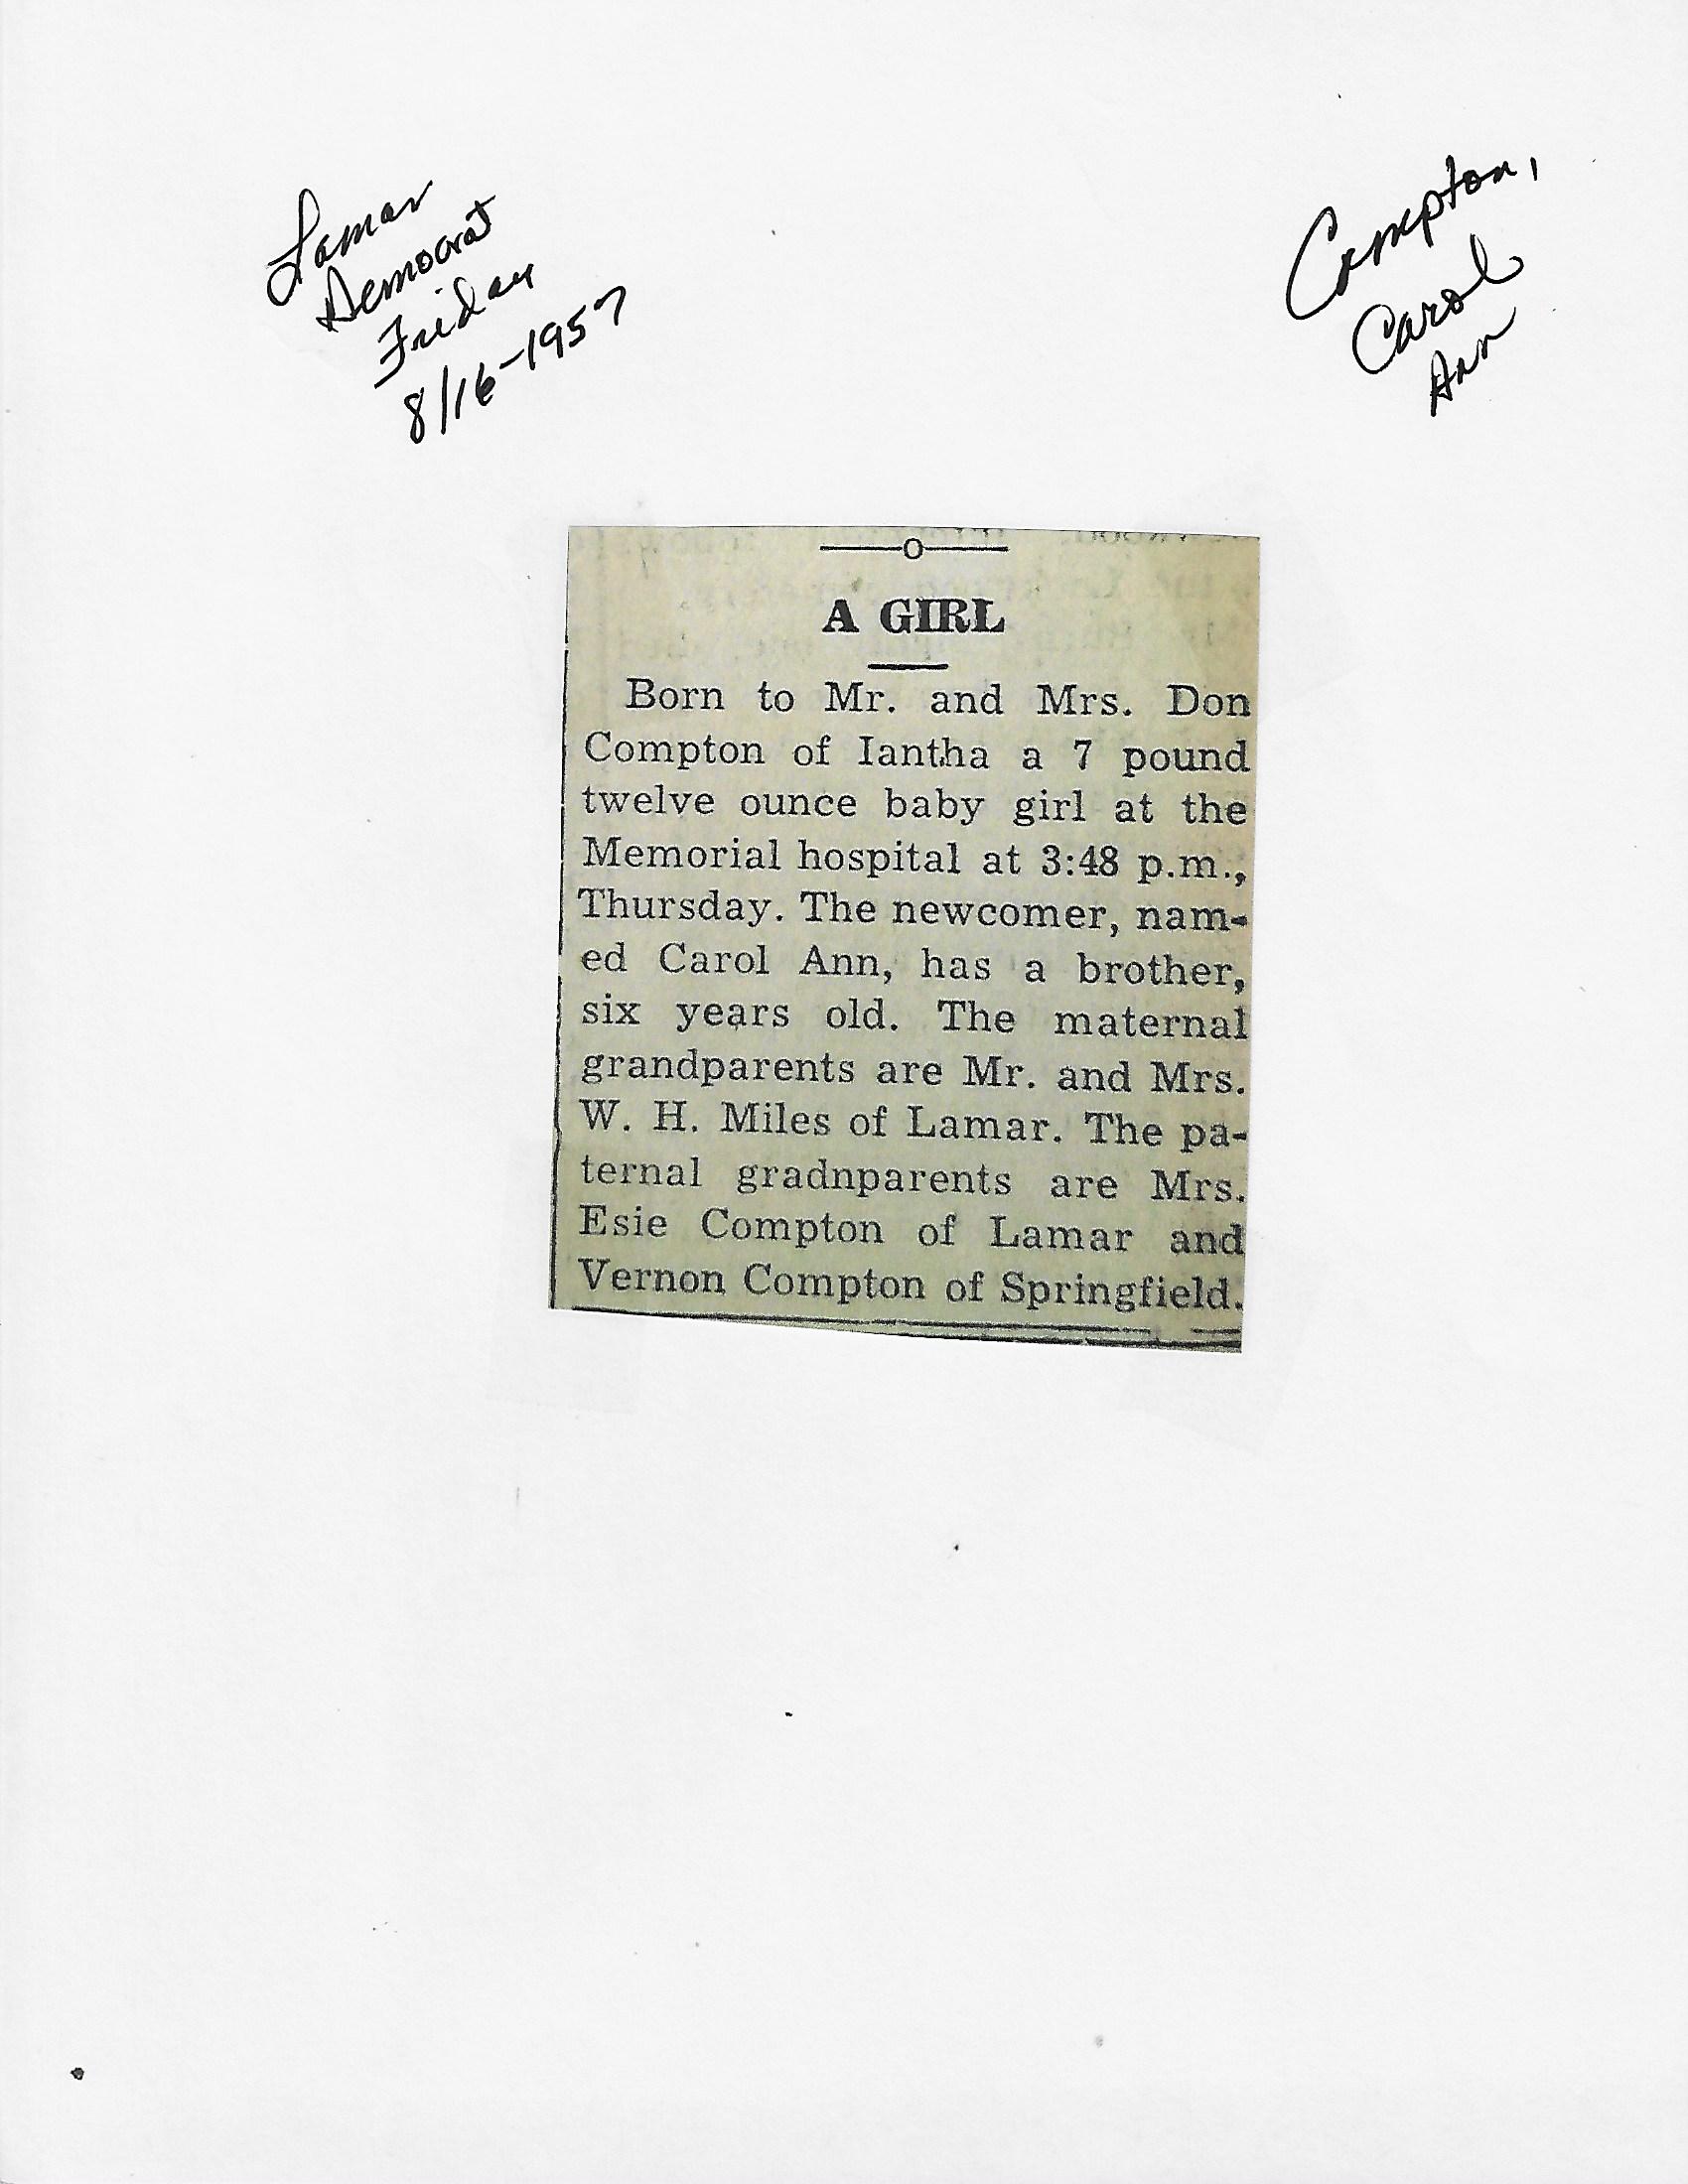 Lamar
Democrat
Friday
8/16-1957
Compton,
Carol
Ann
A GIRL
Born to Mr. and Mrs. Don
Compton of Iantha a 7 pound
twelve ounce baby girl at the
Memorial hospital at 3:48 p.m.,
Thursday. The newcomer, nam-
ed Carol Ann, has a brother,
six years old. The maternal
grandparents are Mr. and Mrs.
W. H. Miles of Lamar. The pa-
ternal gradnparents are Mrs.
Esie Compton of Lamar and
Vernon Compton of Springfield.